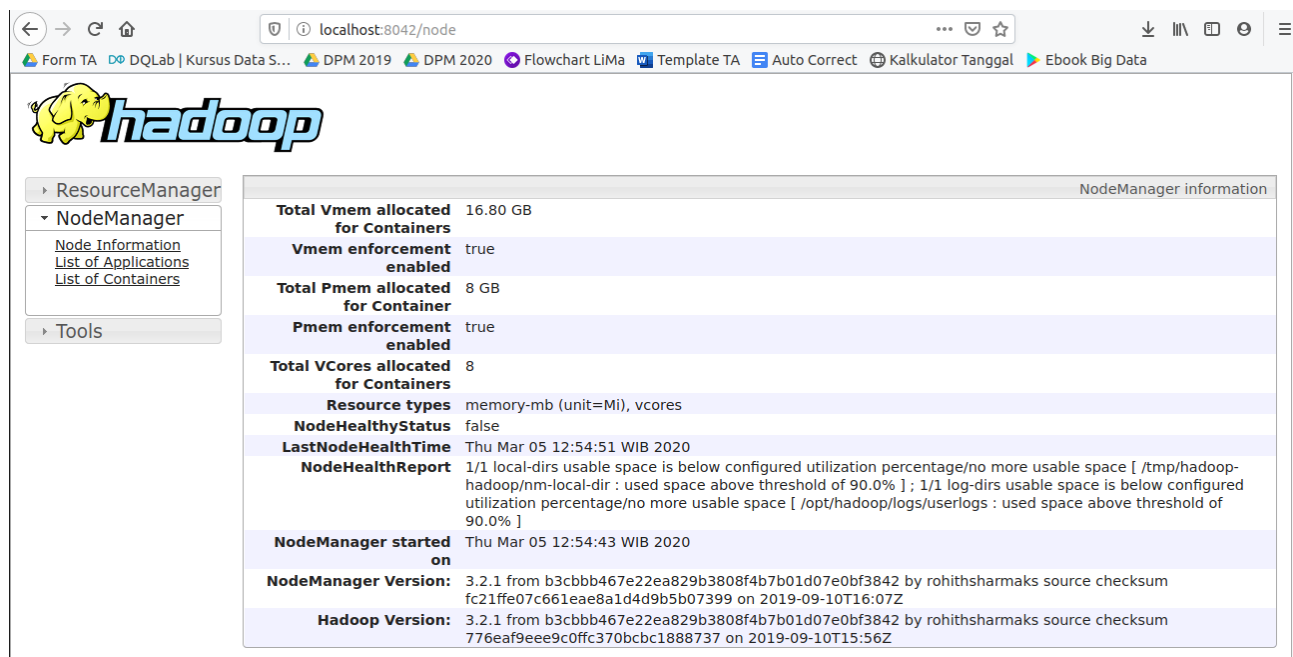 localhost:8042/node
Form TA DQ DQLab | Kursus Data S... DPM 2019 DPM 2020 Flowchart LiMa Template TA Auto Correct Kalkulator Tanggal Ebook Big Data
hadoop
ResourceManager
NodeManager
Node Information
List of Applications
List of Containers
Tools
NodeManager information
Total Vmem allocated 16.80 GB
for Containers
Vmem enforcement true
enabled
Total Pmem allocated 8 GB
for Container
Pmem enforcement true
enabled
Total VCores allocated 8
for Containers
Resource types memory-mb (unit=Mi), vcores
NodeHealthyStatus false
LastNodeHealthTime Thu Mar 05 12:54:51 WIB 2020
NodeHealthReport 1/1 local-dirs usable space is below configured utilization percentage/no more usable space [ /tmp/hadoop-
hadoop/nm-local-dir : used space above threshold of 90.0% ] ; 1/1 log-dirs usable space is below configured
utilization percentage/no more usable space [ /opt/hadoop/logs/userlogs : used space above threshold of
90.0% ]
NodeManager started Thu Mar 05 12:54:43 WIB 2020
on
NodeManager Version: 3.2.1 from b3cbbb467e22ea829b3808f4b7b01d07e0bf3842 by rohithsharmaks source checksum
fc21ffe07c661eae8a1d4d9b5b07399 on 2019-09-10T16:07Z
Hadoop Version: 3.2.1 from b3cbbb467e22ea829b3808f4b7b01d07e0bf3842 by rohithsharmaks source checksum
776eaf9eee9c0ffc370bcbc1888737 on 2019-09-10T15:56Z